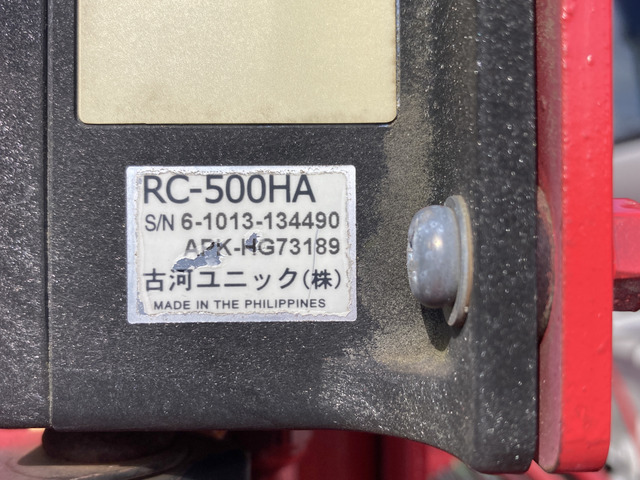 RC-500HA
S/N 6-1013-134490
APK-HG73189
古河ユニック(株)
MADE IN THE PHILIPPINES